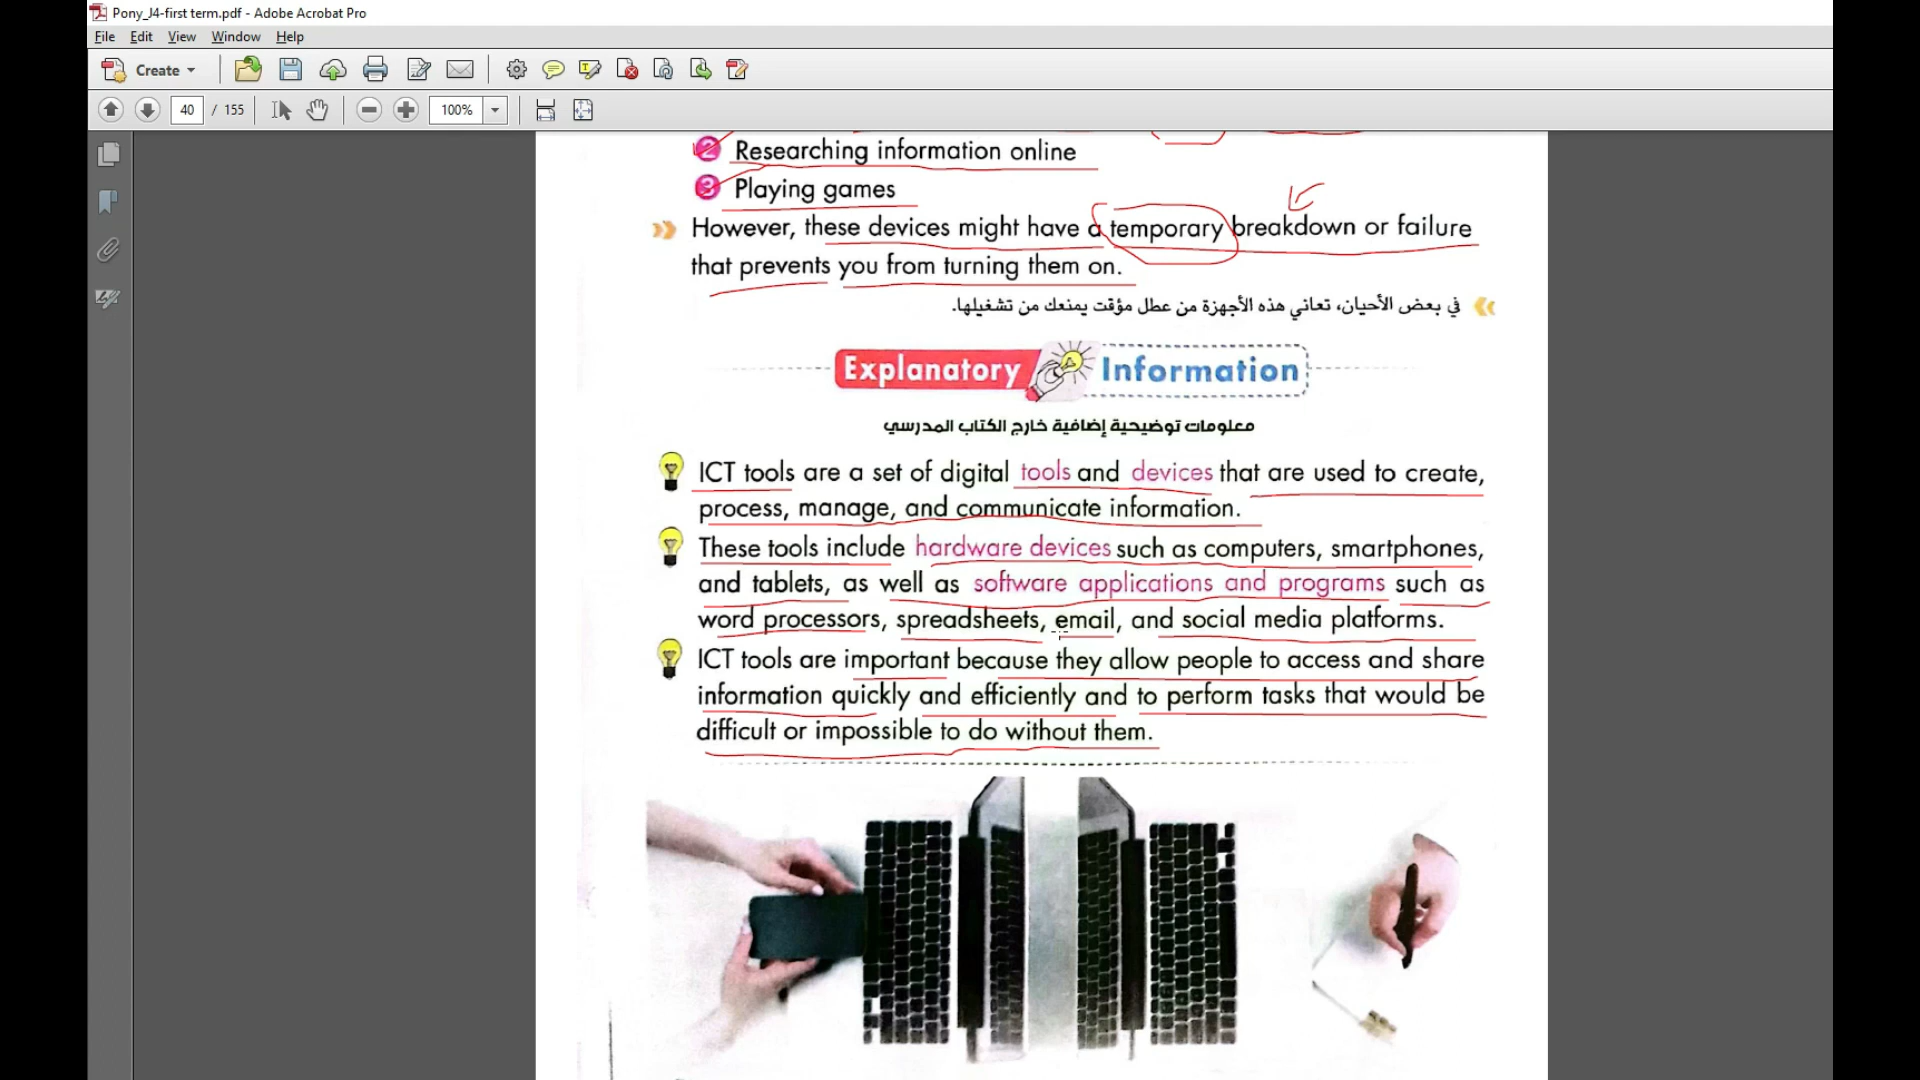 Pony_J4-first term.pdf - Adobe Acrobat Pro
File Edit View Window Help
Create
40 / 155 100%
2 Researching information online
3 Playing games
However, these devices might have a temporary breakdown or failure
that prevents you from turning them on.
في بعض الأحيان، تعاني هذه الأجهزة من عطل مؤقت يمنعك من تشغيلها.
Explanatory Information
معلومات توضيحية إضافية خارج الكتاب المدرسي
ICT tools are a set of digital tools and devices that are used to create,
process, manage, and communicate information.
These tools include hardware devices such as computers, smartphones,
and tablets, as well as software applications and programs such as
word processors, spreadsheets, email, and social media platforms.
ICT tools are important because they allow people to access and share
information quickly and efficiently and to perform tasks that would be
difficult or impossible to do without them.